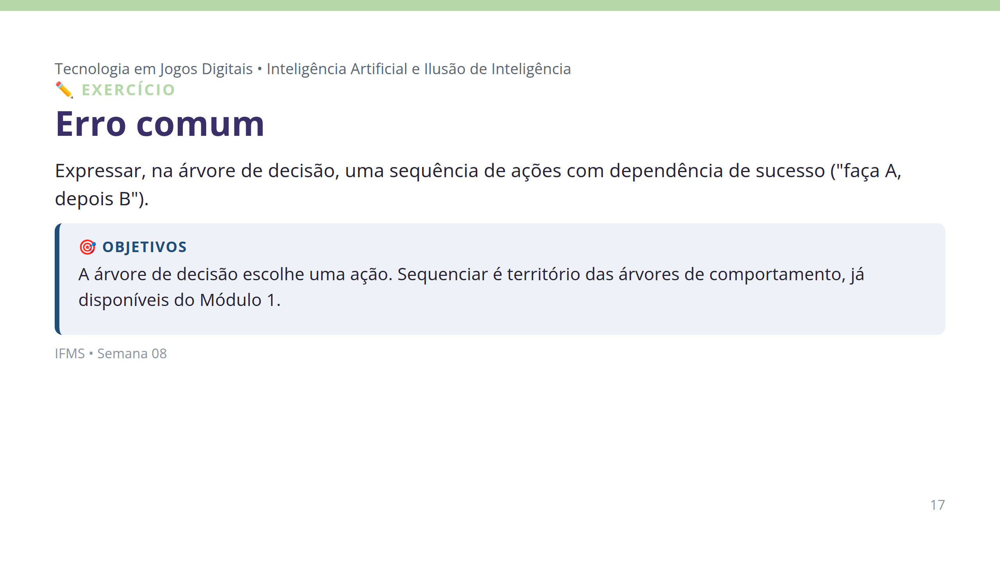 Tecnologia em Jogos Digitais • Inteligência Artificial e Ilusão de Inteligência
✏️ EXERCÍCIO
Erro comum
Expressar, na árvore de decisão, uma sequência de ações com dependência de sucesso ("faça A,
depois B").
🎯 OBJETIVOS
A árvore de decisão escolhe uma ação. Sequenciar é território das árvores de comportamento, já
disponíveis do Módulo 1.
IFMS • Semana 08
17